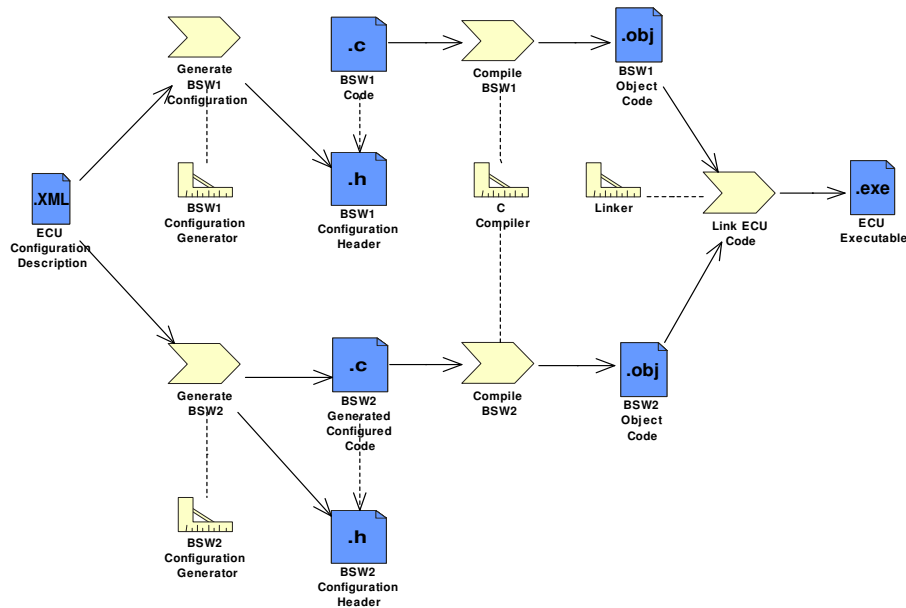 .c
.obj
Generate
BSW1
Configuration
BSW1
Code
Compile
BSW1
BSW1
Object
Code
.XML
ECU
Configuration
Description
BSW1
Configuration
Generator
.h
BSW1
Configuration
Header
C
Compiler
Linker
Link ECU
Code
.exe
ECU
Executable
Generate
BSW2
.c
BSW2
Generated
Configured
Code
Compile
BSW2
.obj
BSW2
Object
Code
BSW2
Configuration
Generator
.h
BSW2
Configuration
Header